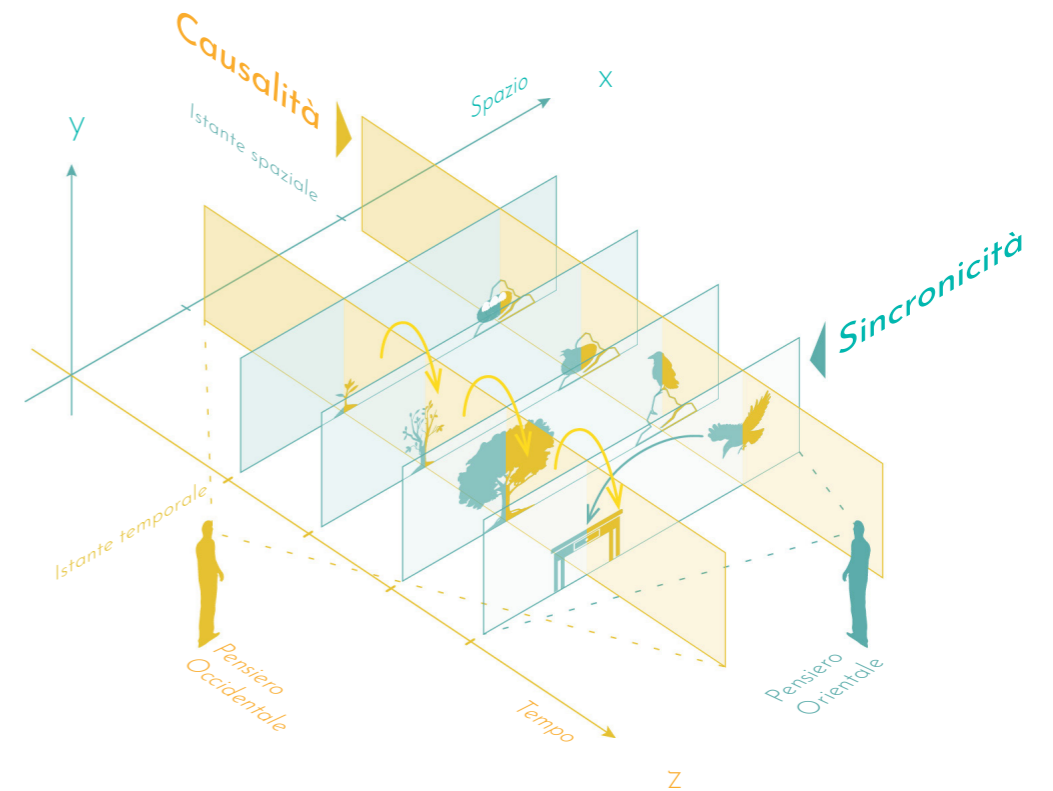 Causalità
Istante spaziale
Spazio
x
y
Sincronicità
Istante temporale
Pensiero
Occidentale
Pensiero
Orientale
Tempo
z